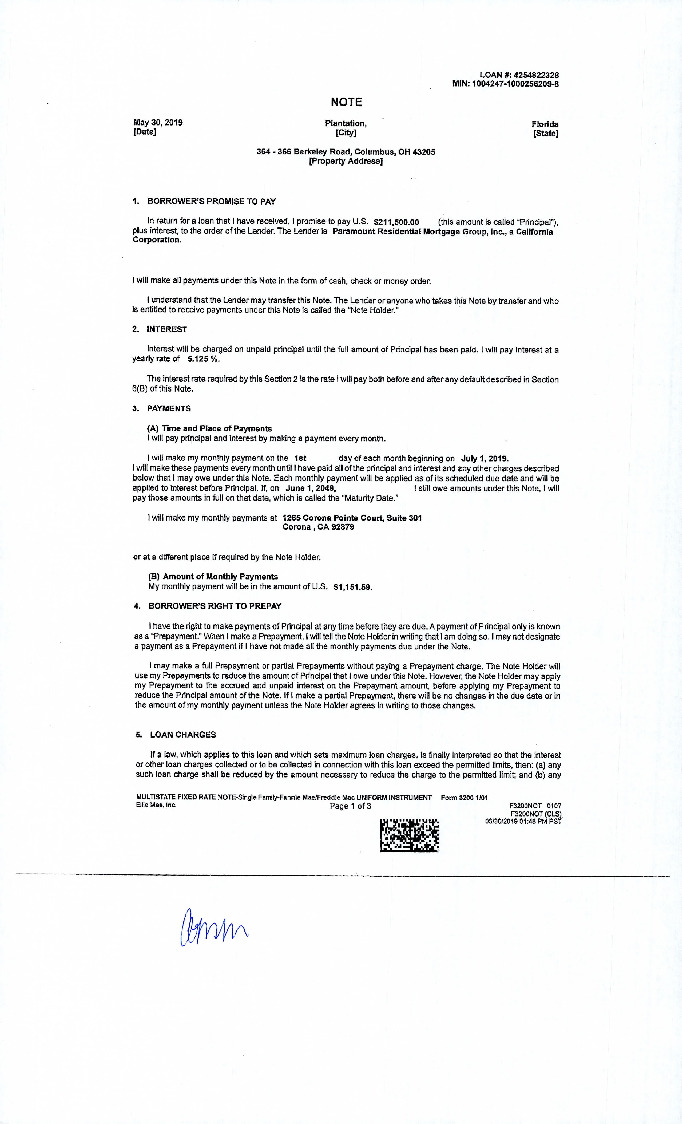 LOAN #: 4254822328
MIN: 1004247-1000256209-8
NOTE
May 30, 2019 Plantation, Florida
[Date] [City] [State]
364 - 366 Berkeley Road, Columbus, OH 43205
[Property Address]
1. BORROWER'S PROMISE TO PAY
In return for a loan that I have received, I promise to pay U.S. $211,500.00 (this amount is called "Principal"),
plus interest, to the order of the Lender. The Lender is Paramount Residential Mortgage Group, Inc., a California
Corporation.
I will make all payments under this Note in the form of cash, check or money order.
I understand that the Lender may transfer this Note. The Lender or anyone who takes this Note by transfer and who
is entitled to receive payments under this Note is called the "Note Holder."
2. INTEREST
Interest will be charged on unpaid principal until the full amount of Principal has been paid. I will pay interest at a
yearly rate of 5.125 %.
The interest rate required by this Section 2 is the rate I will pay both before and after any default described in Section
6(B) of this Note.
3. PAYMENTS
(A) Time and Place of Payments
I will pay principal and interest by making a payment every month.
I will make my monthly payment on the 1st day of each month beginning on July 1, 2019.
I will make these payments every month until I have paid all of the principal and interest and any other charges described
below that I may owe under this Note. Each monthly payment will be applied as of its scheduled due date and will be
applied to interest before Principal. If, on June 1, 2049, I still owe amounts under this Note, I will
pay those amounts in full on that date, which is called the "Maturity Date."
I will make my monthly payments at 1265 Corona Pointe Court, Suite 301
Corona , CA 92879
or at a different place if required by the Note Holder.
(B) Amount of Monthly Payments
My monthly payment will be in the amount of U.S. $1,151.59.
4. BORROWER'S RIGHT TO PREPAY
I have the right to make payments of Principal at any time before they are due. A payment of Principal only is known
as a "Prepayment." When I make a Prepayment, I will tell the Note Holder in writing that I am doing so. I may not designate
a payment as a Prepayment if I have not made all the monthly payments due under the Note.
I may make a full Prepayment or partial Prepayments without paying a Prepayment charge. The Note Holder will
use my Prepayments to reduce the amount of Principal that I owe under this Note. However, the Note Holder may apply
my Prepayment to the accrued and unpaid interest on the Prepayment amount, before applying my Prepayment to
reduce the Principal amount of the Note. If I make a partial Prepayment, there will be no changes in the due date or in
the amount of my monthly payment unless the Note Holder agrees in writing to those changes.
5. LOAN CHARGES
If a law, which applies to this loan and which sets maximum loan charges, is finally interpreted so that the interest
or other loan charges collected or to be collected in connection with this loan exceed the permitted limits, then: (a) any
such loan charge shall be reduced by the amount necessary to reduce the charge to the permitted limit; and (b) any
MULTISTATE FIXED RATE NOTE-Single Family-Fannie Mae/Freddie Mac UNIFORM INSTRUMENT Form 3200 1/01
Ellie Mae, Inc. Page 1 of 3 F3200NOT 0107
F3200NOT (CLS)
05/30/2019 01:48 PM PST